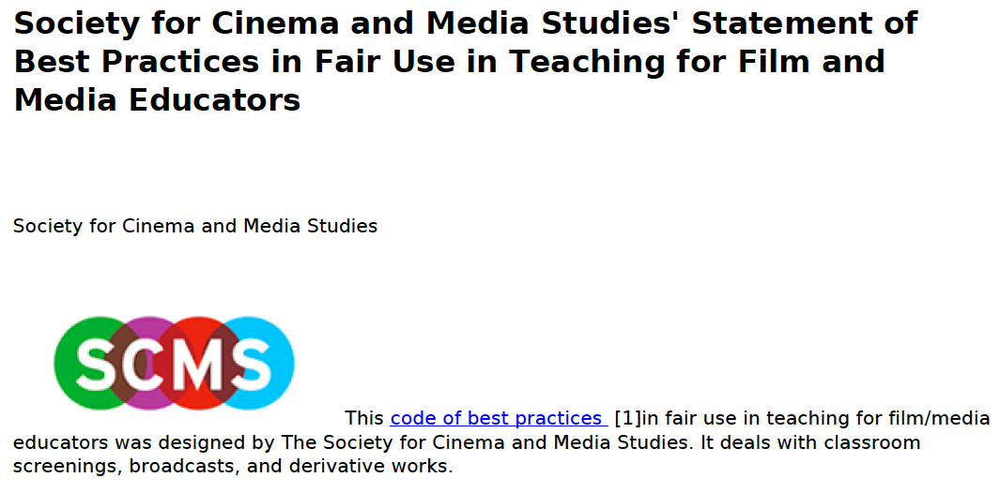 Society for Cinema and Media Studies' Statement of
Best Practices in Fair Use in Teaching for Film and
Media Educators
Society for Cinema and Media Studies
SCMS
This code of best practices [1]in fair use in teaching for film/media
educators was designed by The Society for Cinema and Media Studies. It deals with classroom
screenings, broadcasts, and derivative works.